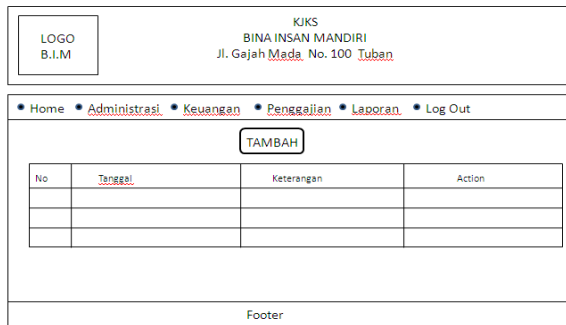 LOGO
B.I.M
KJKS
BINA INSAN MANDIRI
Jl. Gajah Mada No. 100 Tuban
Home Administrasi Keuangan Penggajian Laporan Log Out
TAMBAH
No Tanggal Keterangan Action
Footer